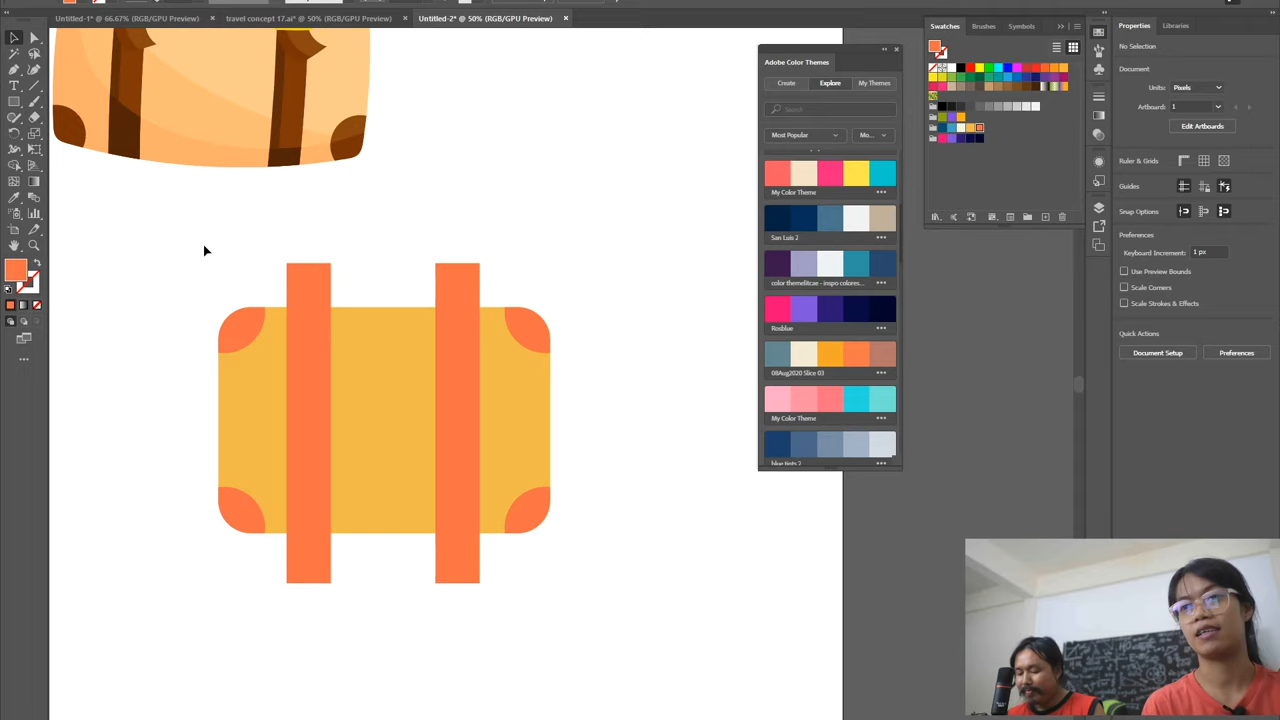 Untitled-1* @ 66.67% (RGB/GPU Preview) × travel concept 17.ai* @ 50% (RGB/GPU Preview) × Untitled-2* @ 50% (RGB/GPU Preview) ×
Adobe Color Themes
Create Explore My Themes
Search
Most Popular Mo...
My Color Theme
San Luis 2
color themelitcae - inspo colores...
Rosblue
08Aug2020 Slice 03
My Color Theme
blue tints 2
Swatches Brushes Symbols
Properties Libraries
No Selection
Document
Units: Pixels
Artboard: 1
Edit Artboards
Ruler & Grids
Guides
Snap Options
Preferences
Keyboard Increment: 1 px
Use Preview Bounds
Scale Corners
Scale Strokes & Effects
Quick Actions
Document Setup Preferences